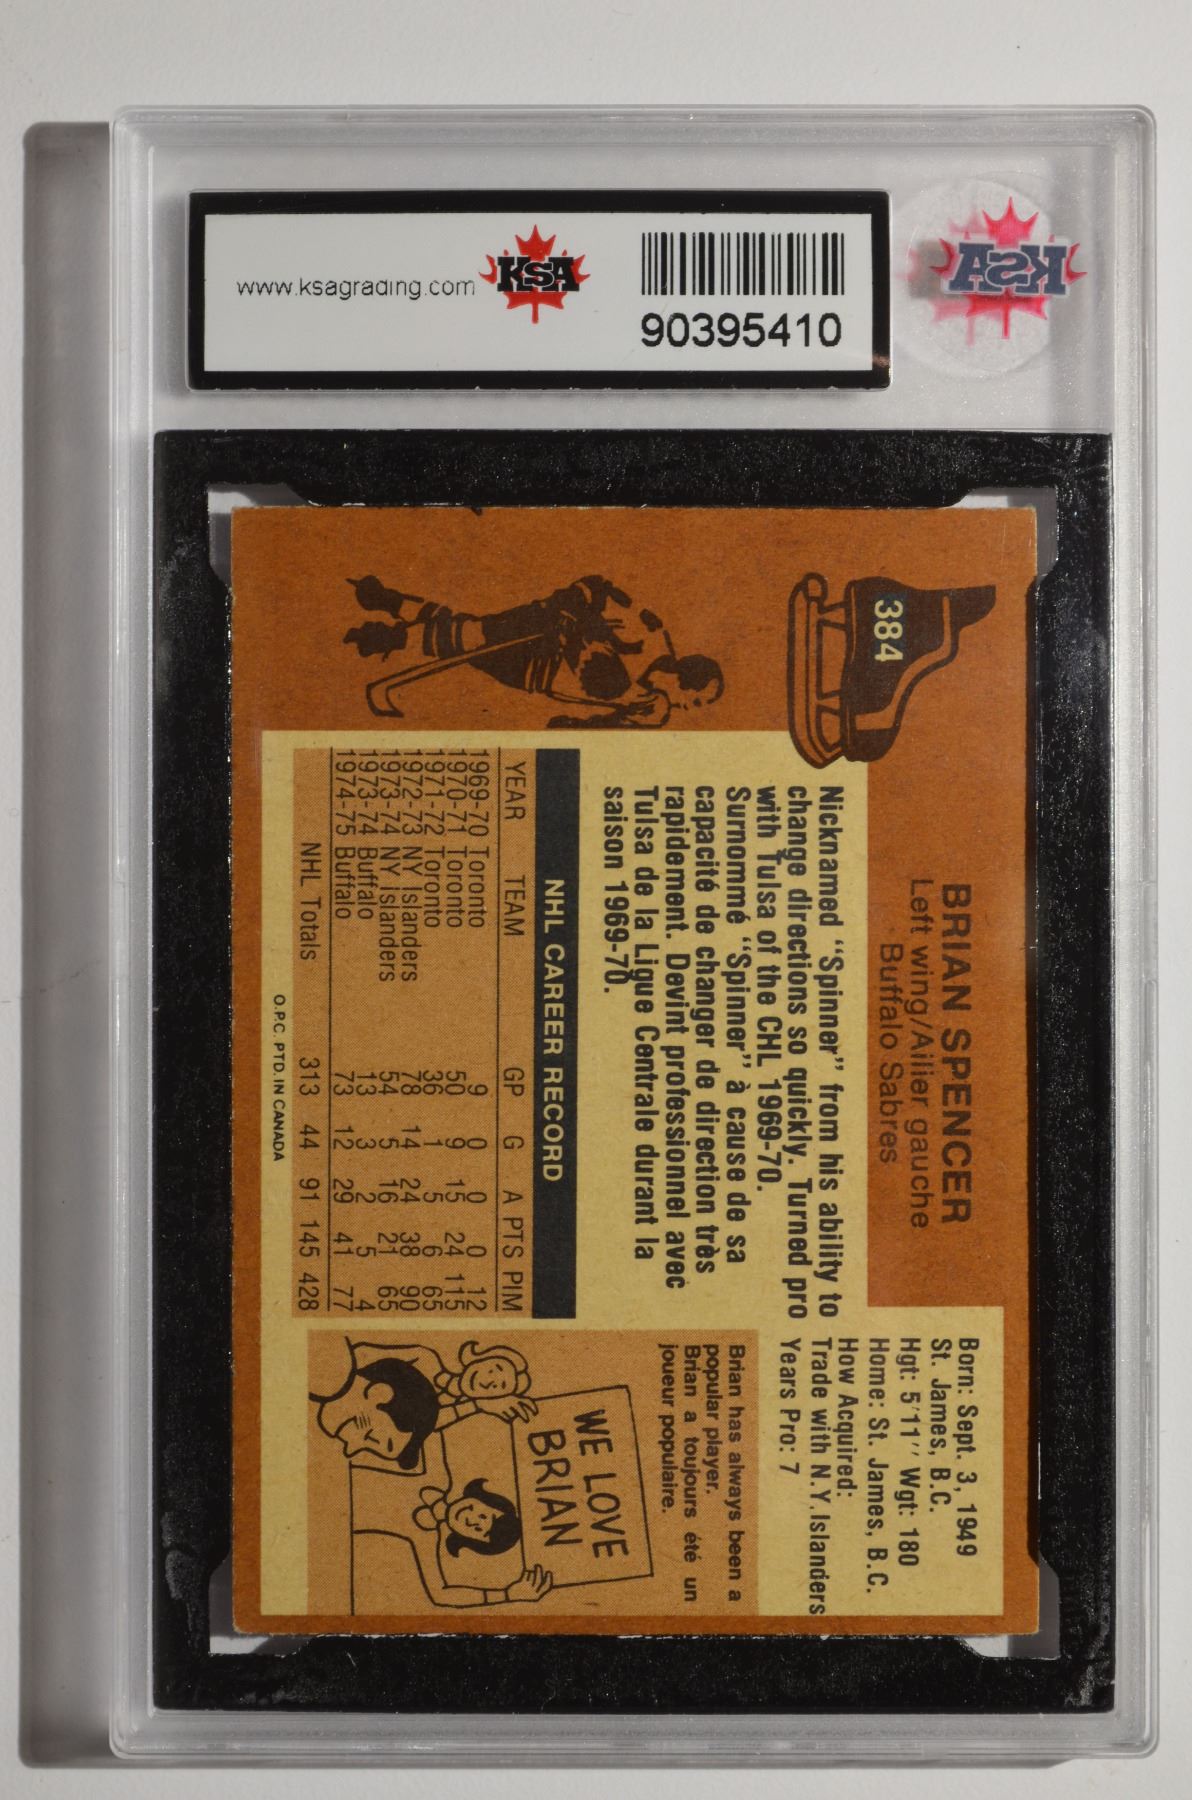 www.ksagrading.com
KSA
90395410
KSA
384
BRIAN SPENCER
Left wing/Ailier gauche
Buffalo Sabres
Nicknamed “Spinner” from his ability to
change directions so quickly. Turned pro
with Tulsa of the CHL 1969-70.
Surnommé “Spinner” à cause de sa
capacité de changer de direction très
rapidement. Devint professionnel avec
Tulsa de la Ligue Centrale durant la
saison 1969-70.
Born: Sept. 3, 1949
St. James, B.C.
Hgt: 5'11'' Wgt: 180
Home: St. James, B.C.
How Acquired:
Trade with N.Y. Islanders
Years Pro: 7
NHL CAREER RECORD
YEAR TEAM GP G A PTS PIM
1969-70 Toronto 9 0 0 0 12
1970-71 Toronto 50 9 15 24 115
1971-72 Toronto 36 1 5 6 65
1972-73 NY Islanders 78 14 24 38 90
1973-74 NY Islanders 54 5 16 21 65
1973-74 Buffalo 13 3 2 5 4
1974-75 Buffalo 73 12 29 41 77
NHL Totals 313 44 91 145 428
O.P.C. PTD. IN CANADA
Brian has always been a
popular player.
Brian a toujours été un
joueur populaire.
WE LOVE
BRIAN